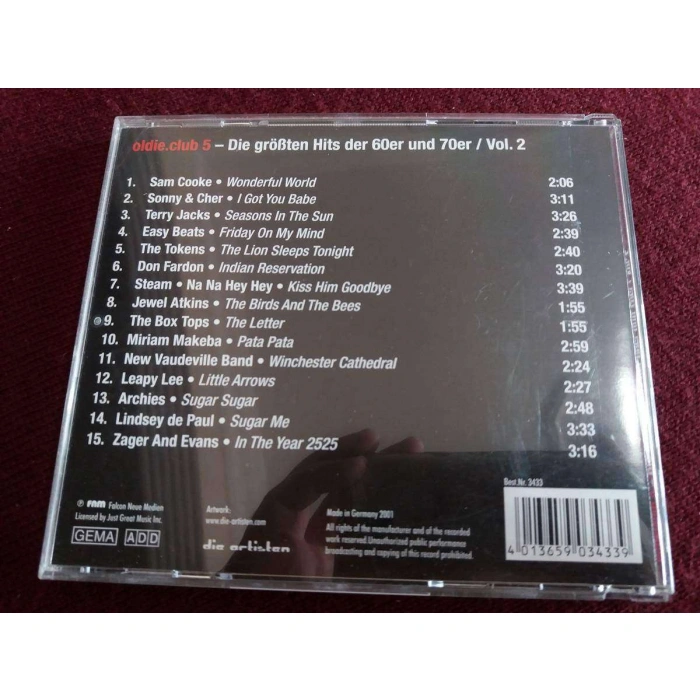 oldie.club 5 – Die größten Hits der 60er und 70er / Vol. 2
1. Sam Cooke • Wonderful World 2:06
2. Sonny & Cher • I Got You Babe 3:11
3. Terry Jacks • Seasons In The Sun 3:26
4. Easy Beats • Friday On My Mind 2:39
5. The Tokens • The Lion Sleeps Tonight 2:40
6. Don Fardon • Indian Reservation 3:20
7. Steam • Na Na Hey Hey • Kiss Him Goodbye 3:39
8. Jewel Atkins • The Birds And The Bees 1:55
9. The Box Tops • The Letter 1:55
10. Miriam Makeba • Pata Pata 2:59
11. New Vaudeville Band • Winchester Cathedral 2:24
12. Leapy Lee • Little Arrows 2:27
13. Archies • Sugar Sugar 2:48
14. Lindsey de Paul • Sugar Me 3:33
15. Zager And Evans • In The Year 2525 3:16
Best.Nr. 3433
℗ FNM Falcon Neue Medien
Licensed by Just Great Music Inc.
GEMA ADD
Artwork:
www.die-artisten.com
die artisten
Made in Germany 2001
All rights of the manufacturer and of the recorded
work reserved.Unauthorized public performance
broadcasting and copying of this record prohibited.
4 013659 034339